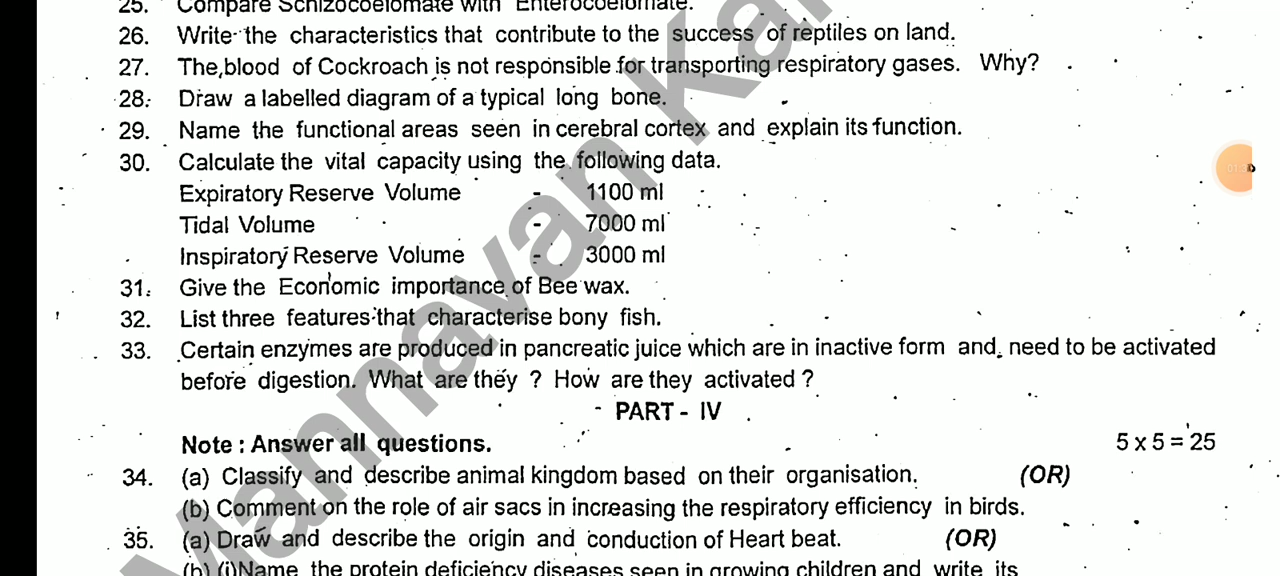 25. Compare Schizocoelomate with Enterocoelomate.
26. Write the characteristics that contribute to the success of reptiles on land.
27. The blood of Cockroach is not responsible for transporting respiratory gases. Why?
28. Draw a labelled diagram of a typical long bone.
29. Name the functional areas seen in cerebral cortex and explain its function.
30. Calculate the vital capacity using the following data.
Expiratory Reserve Volume - 1100 ml
Tidal Volume - 7000 ml
Inspiratory Reserve Volume - 3000 ml
31. Give the Economic importance of Bee wax.
32. List three features that characterise bony fish.
33. Certain enzymes are produced in pancreatic juice which are in inactive form and need to be activated
before digestion. What are they ? How are they activated ?
PART - IV
Note : Answer all questions. 5 x 5 = 25
34. (a) Classify and describe animal kingdom based on their organisation. (OR)
(b) Comment on the role of air sacs in increasing the respiratory efficiency in birds.
35. (a) Draw and describe the origin and conduction of Heart beat. (OR)
(b) (i) Name the protein deficiency diseases seen in growing children and write its
Mannavan Ka